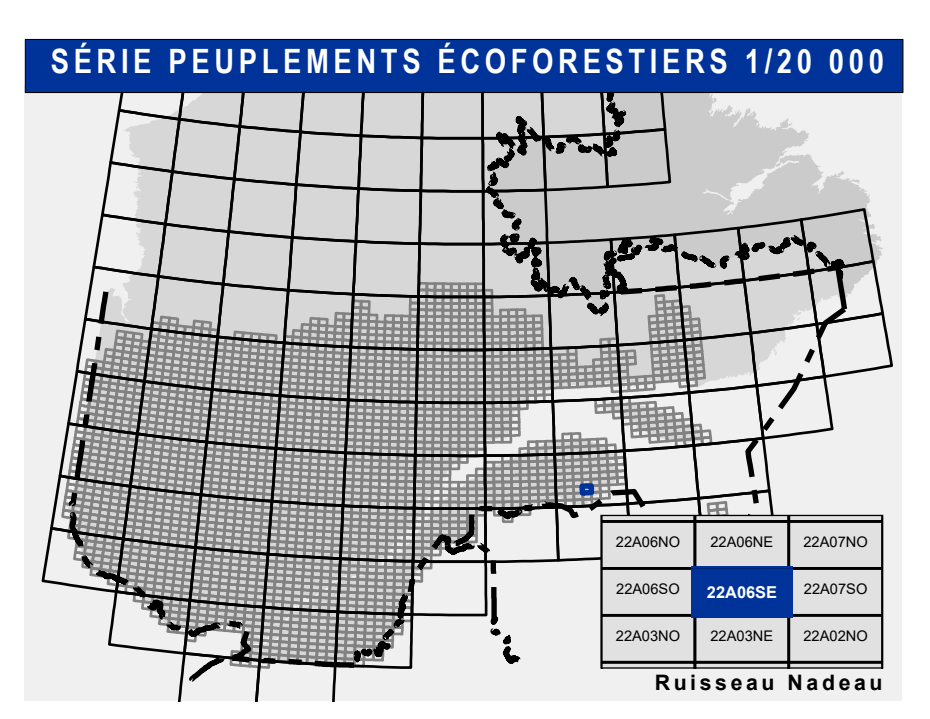 SÉRIE PEUPLEMENTS ÉCOFORESTIERS 1/20 000
22A06NO 22A06NE 22A07NO
22A06SO 22A06SE 22A07SO
22A03NO 22A03NE 22A02NO
Ruisseau Nadeau